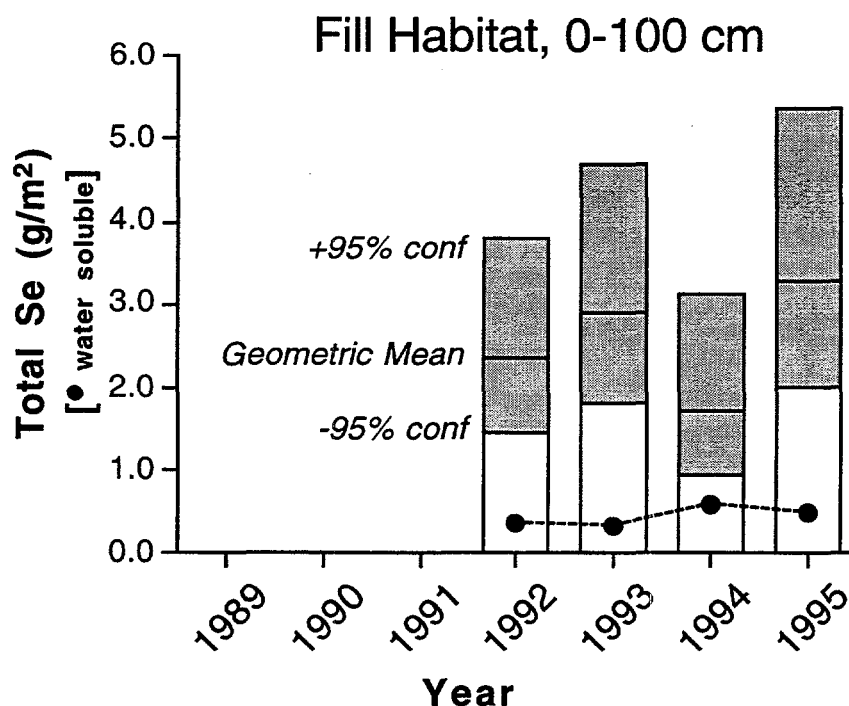 Fill Habitat, 0-100 cm
6.0
5.0
4.0
3.0
2.0
1.0
0.0
Total Se (g/m²)
[● water soluble]
+95% conf
Geometric Mean
-95% conf
1989
1990
1991
1992
1993
1994
1995
Year